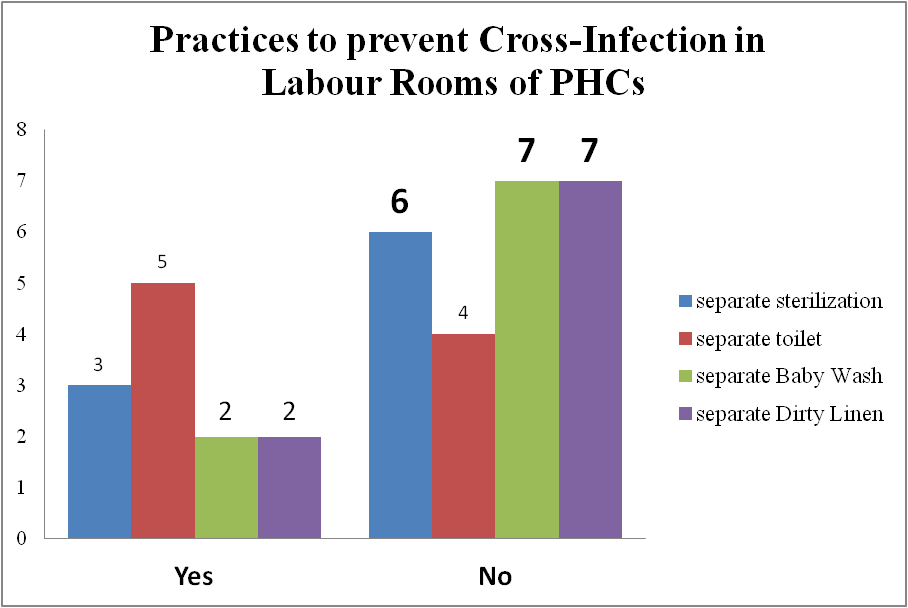 Practices to prevent Cross-Infection in
Labour Rooms of PHCs
8
7
6
5
4
3
2
1
0
3
5
2
2
6
4
7
7
Yes
No
separate sterilization
separate toilet
separate Baby Wash
separate Dirty Linen